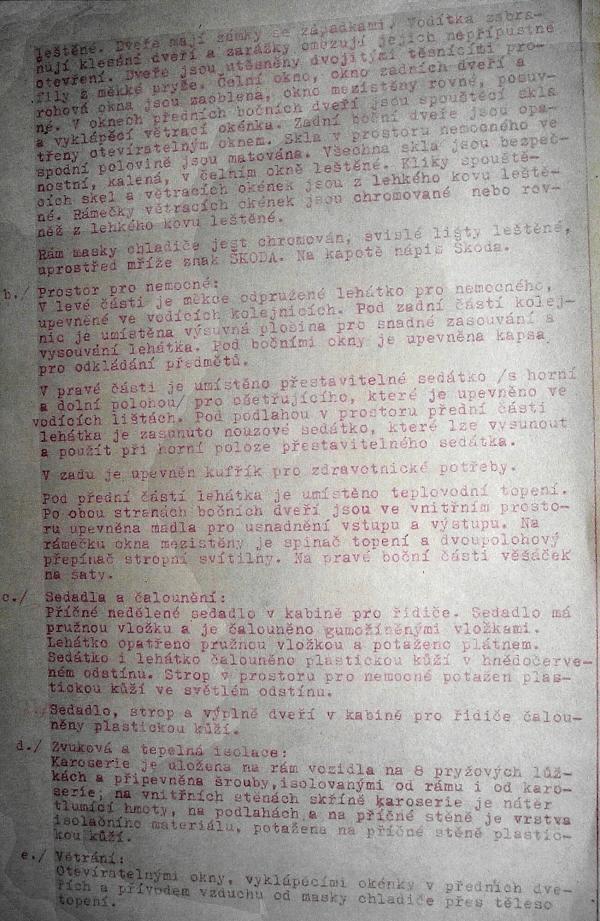 leštěné. Dveře mají zámky se západkami. Vodítka zabra-
ňují klesání dveří a zarážky omezují jejich nepřípustné
otevření. Dveře jsou utěsněny dvojitými těsnícími pro-
fily z měkké pryže. Čelní okno, okno zadních dveří a
rohová okna jsou zaoblena, okno mezistěny rovné, posuv-
né. V oknech předních bočních dveří jsou spouštěcí skla
a vyklápěcí větrací okénka. Zadní boční dveře jsou opa-
třeny otevíratelným oknem. Skla v prostoru nemocného ve
spodní polovině jsou matována. Všechna skla jsou bezpeč-
nostní, kalená, v čelním okně leštěné. Kliky spouště-
cích skel a větracích okének jsou z lehkého kovu lešte-
né. Rámečky větracích okének jsou chromované nebo rov-
něž z lehkého kovu leštěné.
Rám masky chladiče jest chromován, svislé lišty leštěné,
uprostřed mříže znak ŠKODA. Na kapotě nápis Škoda.
b./ Prostor pro nemocné:
V levé části je měkce odpružené lehátko pro nemocného,
upevněné ve vodících kolejnicích. Pod zadní částí kolej-
nic je umístěna výsuvná plošina pro snadné zasouvání a
vysouvání lehátka. Pod bočními okny je upevněna kapsa
pro odkládání předmětů.
V pravé části je umístěno přestavitelné sedátko /s horní
a dolní polohou/ pro ošetřujícího, které je upevněno ve
vodících lištách. Pod podlahou v prostoru přední části
lehátka je zasunuto nouzové sedátko, které lze vysunout
a použít při horní poloze přestavitelného sedátka.
V zadu je upevněn kufřík pro zdravotnické potřeby.
Pod přední částí lehátka je umístěno teplovodní topení.
Po obou stranách bočních dveří jsou ve vnitřním prosto-
ru upevněna madla pro usnadnění vstupu a výstupu. Na
rámečku okna mezistěny je spinač topení a dvoupolohový
přepínač stropní svítilny. Na pravé boční části věšáček
na šaty.
c./ Sedadla a čalounění:
Příčné nedělené sedadlo v kabině pro řidiče. Sedadlo má
pružnou vložku a je čalouněno gumožíněnými vložkami.
Lehátko opatřeno pružnou vložkou a potaženo plátnem.
Sedátko i lehátko čalouněno plastickou kůží v hnědočerve-
ném odstínu. Strop v prostoru pro nemocné potažen plas-
tickou kůží ve světlém odstínu.
Sedadlo, strop a výplně dveří v kabině pro řidiče čalou-
něny plastickou kůží.
d./ Zvuková a tepelná isolace:
Karoserie je uložena na rám vozidla na 8 pryžových lůž-
kách a připevněna šrouby,isolovanými od rámu i od karo-
serie; na vnitřních stěnách skříně karoserie je nátěr
tlumící hmoty, na podlahách a na příčné stěně je vrstva
isolačního materiálu, potažena na příčné stěně plastic-
kou kůží.
e./ Větrání:
Otevíratelnými okny, vyklápěcími okénky v předních dve-
řích a přívodem vzduchu od masky chladiče přes těleso
topení.